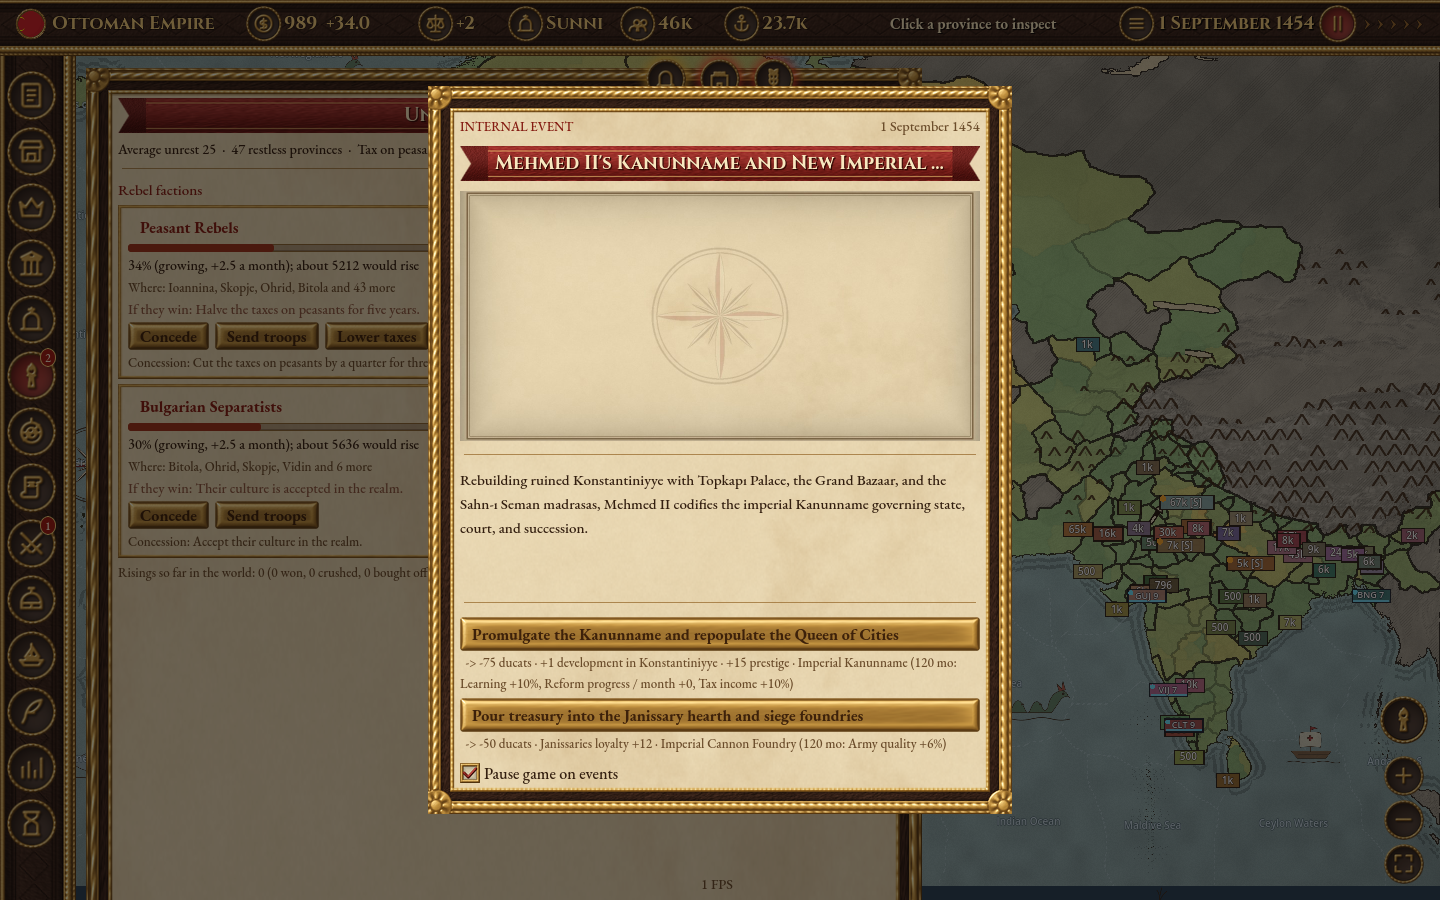 OTTOMAN EMPIRE 989 +34.0 +2 SUNNI 46K 23.7K Click a province to inspect 1 SEPTEMBER 1454
INTERNAL EVENT 1 September 1454
MEHMED II'S KANUNNAME AND NEW IMPERIAL ...
Rebuilding ruined Konstantiniyye with Topkapı Palace, the Grand Bazaar, and the
Sahn-ı Seman madrasas, Mehmed II codifies the imperial Kanunname governing state,
court, and succession.
Promulgate the Kanunname and repopulate the Queen of Cities
-> -75 ducats · +1 development in Konstantiniyye · +15 prestige · Imperial Kanunname (120 mo:
Learning +10%, Reform progress / month +0, Tax income +10%)
Pour treasury into the Janissary hearth and siege foundries
-> -50 ducats · Janissaries loyalty +12 · Imperial Cannon Foundry (120 mo: Army quality +6%)
Pause game on events
Average unrest 25 · 47 restless provinces · Tax on peasa
Rebel factions
Peasant Rebels
34% (growing, +2.5 a month); about 5212 would rise
Where: Ioannina, Skopje, Ohrid, Bitola and 43 more
If they win: Halve the taxes on peasants for five years.
Concede Send troops Lower taxes
Concession: Cut the taxes on peasants by a quarter for thre
Bulgarian Separatists
30% (growing, +2.5 a month); about 5636 would rise
Where: Bitola, Ohrid, Skopje, Vidin and 6 more
If they win: Their culture is accepted in the realm.
Concede Send troops
Concession: Accept their culture in the realm.
Risings so far in the world: 0 (0 won, 0 crushed, 0 bought off
2
1
1k
1k
67k [S]
1k 1k
65k 16k 4k 30k 8k 7k 8k 2k
7k [S] 9k 5k 6k
500 5k [S] 6k
796
GUJ 9 500 1k BNG 7
1k 500 7k
500
VIJ 7
CLT 9
500
1k
Indian Ocean Maldive Sea Ceylon Waters
1 FPS